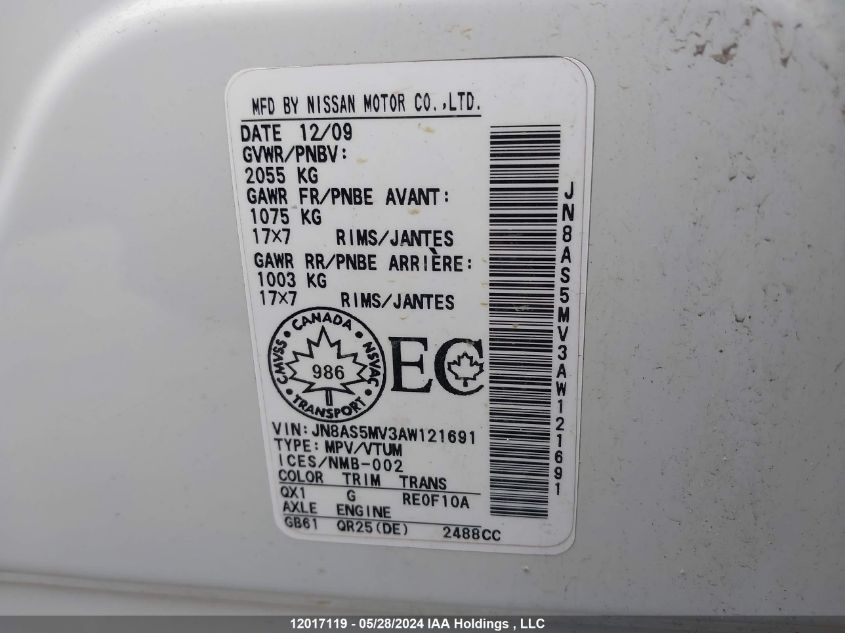 MFD BY NISSAN MOTOR CO.,LTD.
DATE 12/09
GVWR/PNBV:
2055 KG
GAWR FR/PNBE AVANT:
1075 KG
17×7 RIMS/JANTES
GAWR RR/PNBE ARRIÈRE:
1003 KG
17×7 RIMS/JANTES
CANADA
CMVSS
NSVAC
986
TRANSPORT
EC
VIN: JN8AS5MV3AW121691
TYPE: MPV/VTUM
ICES/NMB-002
COLOR TRIM TRANS
QX1 G RE0F10A
AXLE ENGINE
GB61 QR25(DE) 2488CC
JN8AS5MV3AW121691
12017119 - 05/28/2024 IAA Holdings , LLC